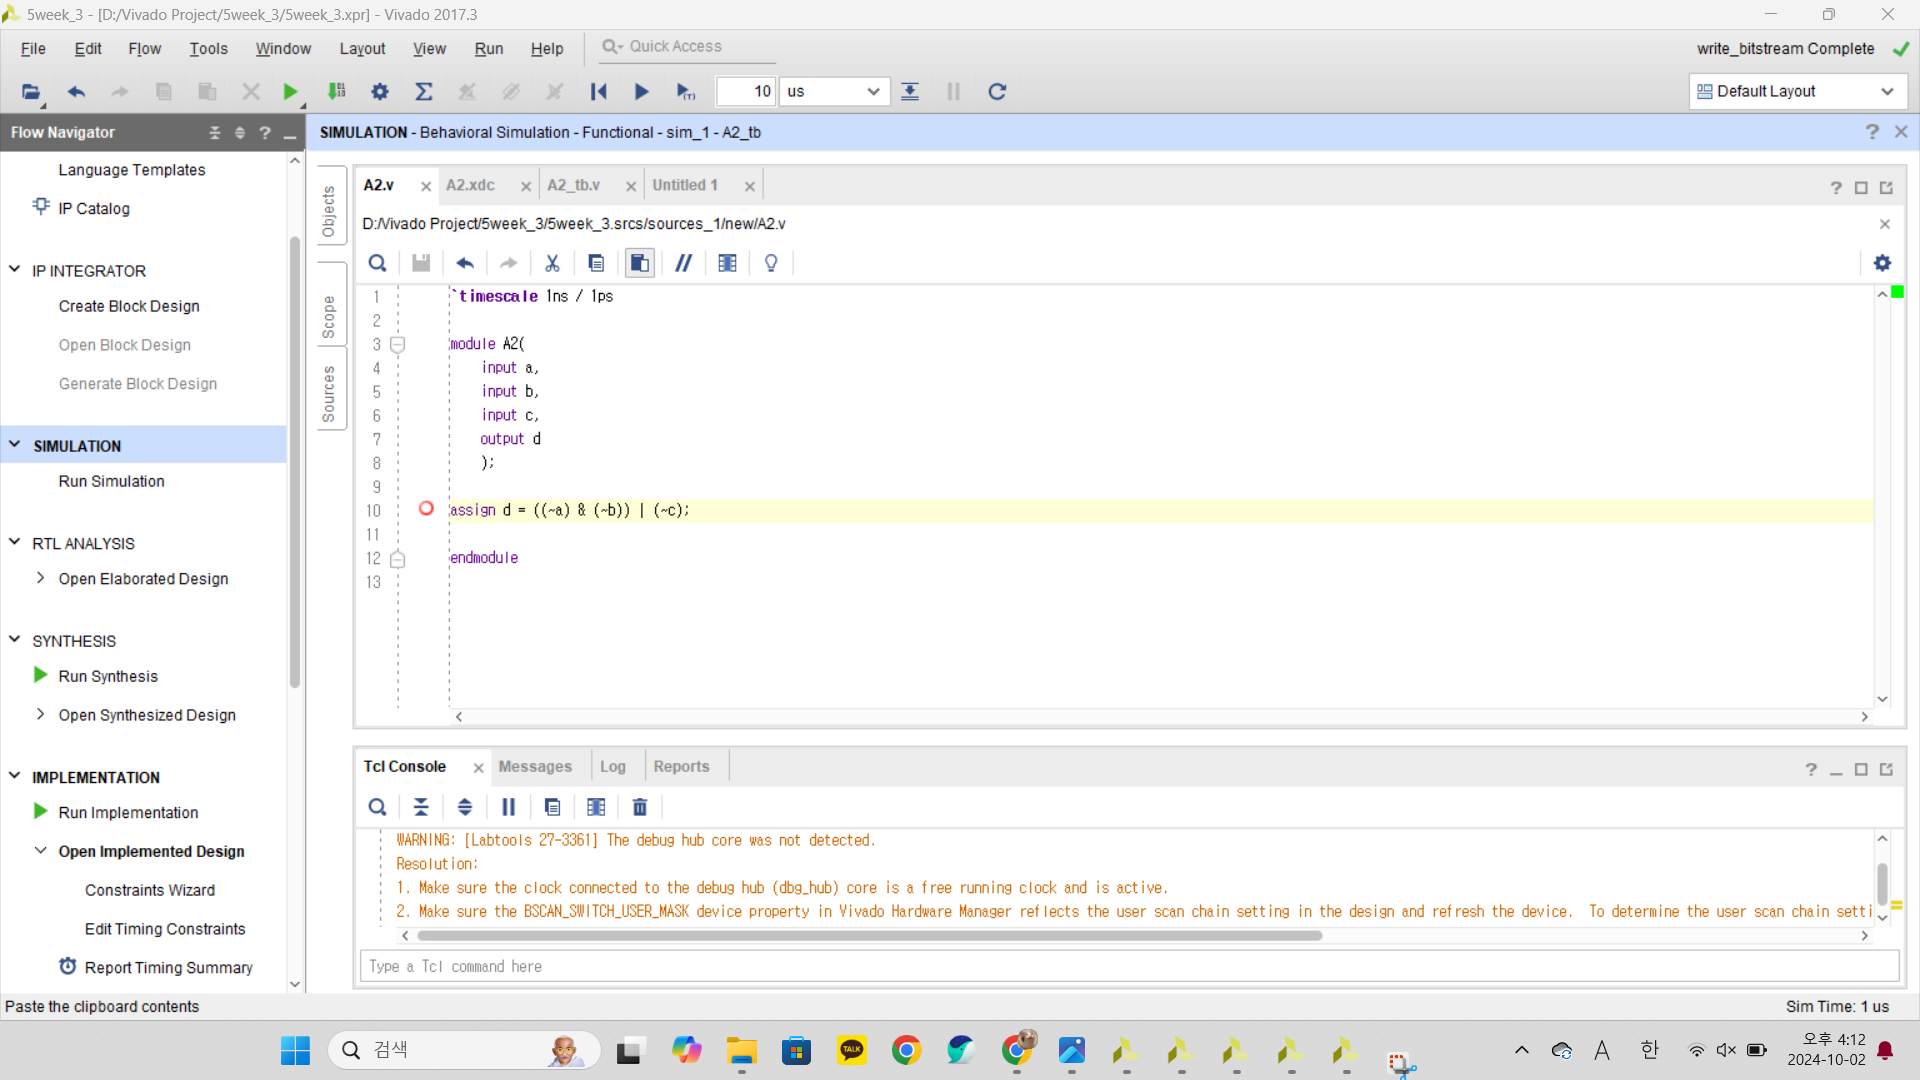 5week_3 - [D:/Vivado Project/5week_3/5week_3.xpr] - Vivado 2017.3
File Edit Flow Tools Window Layout View Run Help Quick Access
write_bitstream Complete
10 us
Default Layout
Flow Navigator
SIMULATION - Behavioral Simulation - Functional - sim_1 - A2_tb
Language Templates
IP Catalog
IP INTEGRATOR
Create Block Design
Open Block Design
Generate Block Design
SIMULATION
Run Simulation
RTL ANALYSIS
Open Elaborated Design
SYNTHESIS
Run Synthesis
Open Synthesized Design
IMPLEMENTATION
Run Implementation
Open Implemented Design
Constraints Wizard
Edit Timing Constraints
Report Timing Summary
Objects
Scope
Sources
A2.v A2.xdc A2_tb.v Untitled 1
D:/Vivado Project/5week_3/5week_3.srcs/sources_1/new/A2.v
1 `timescale 1ns / 1ps
2
3 module A2(
4 input a,
5 input b,
6 input c,
7 output d
8 );
9
10 assign d = ((~a) & (~b)) | (~c);
11
12 endmodule
13
Tcl Console Messages Log Reports
WARNING: [Labtools 27-3361] The debug hub core was not detected.
Resolution:
1. Make sure the clock connected to the debug hub (dbg_hub) core is a free running clock and is active.
2. Make sure the BSCAN_SWITCH_USER_MASK device property in Vivado Hardware Manager reflects the user scan chain setting in the design and refresh the device. To determine the user scan chain setti
Type a Tcl command here
Paste the clipboard contents
Sim Time: 1 us
검색
TALK
A
한
오후 4:12
2024-10-02